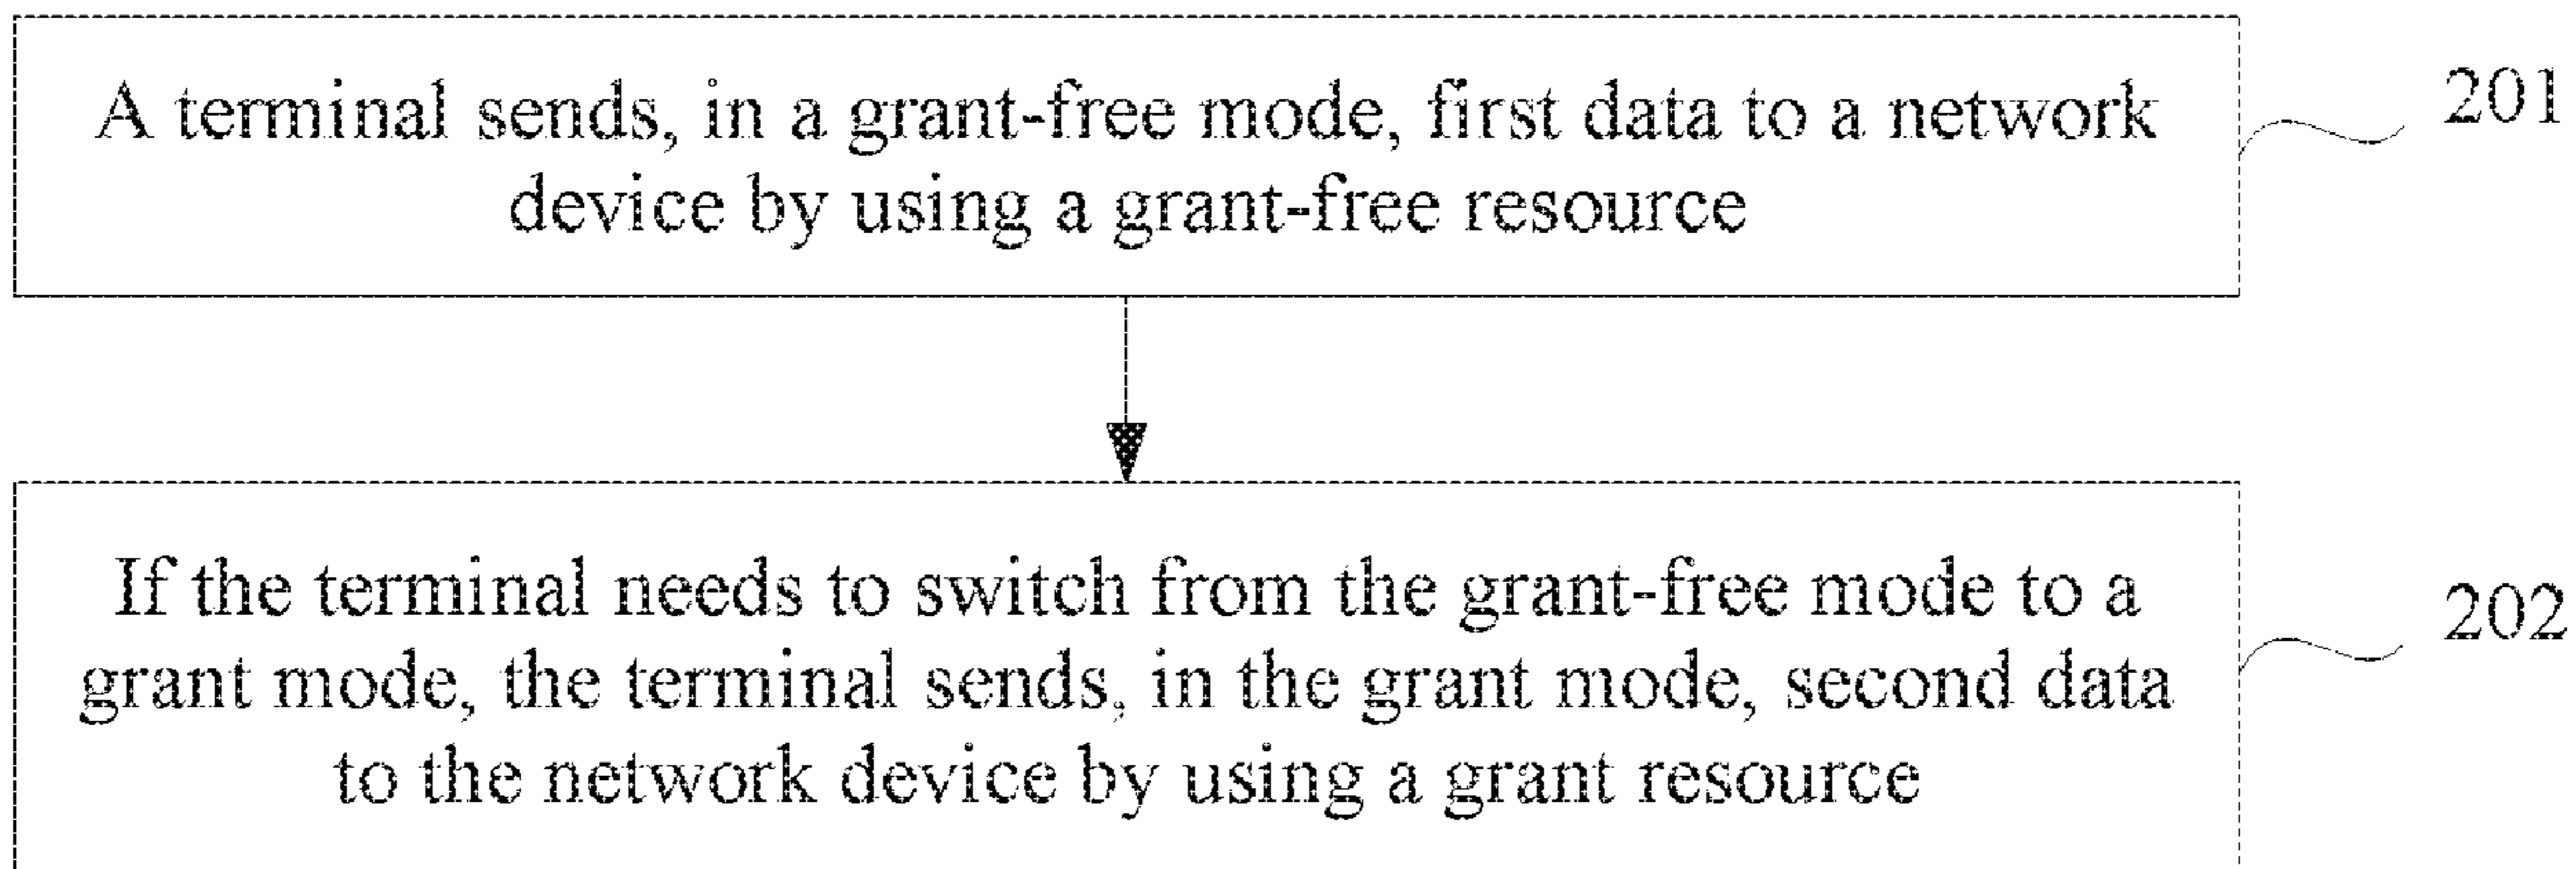 A terminal sends, in a grant-free mode, first data to a network
device by using a grant-free resource
201
If the terminal needs to switch from the grant-free mode to a
grant mode, the terminal sends, in the grant mode, second data
to the network device by using a grant resource
202